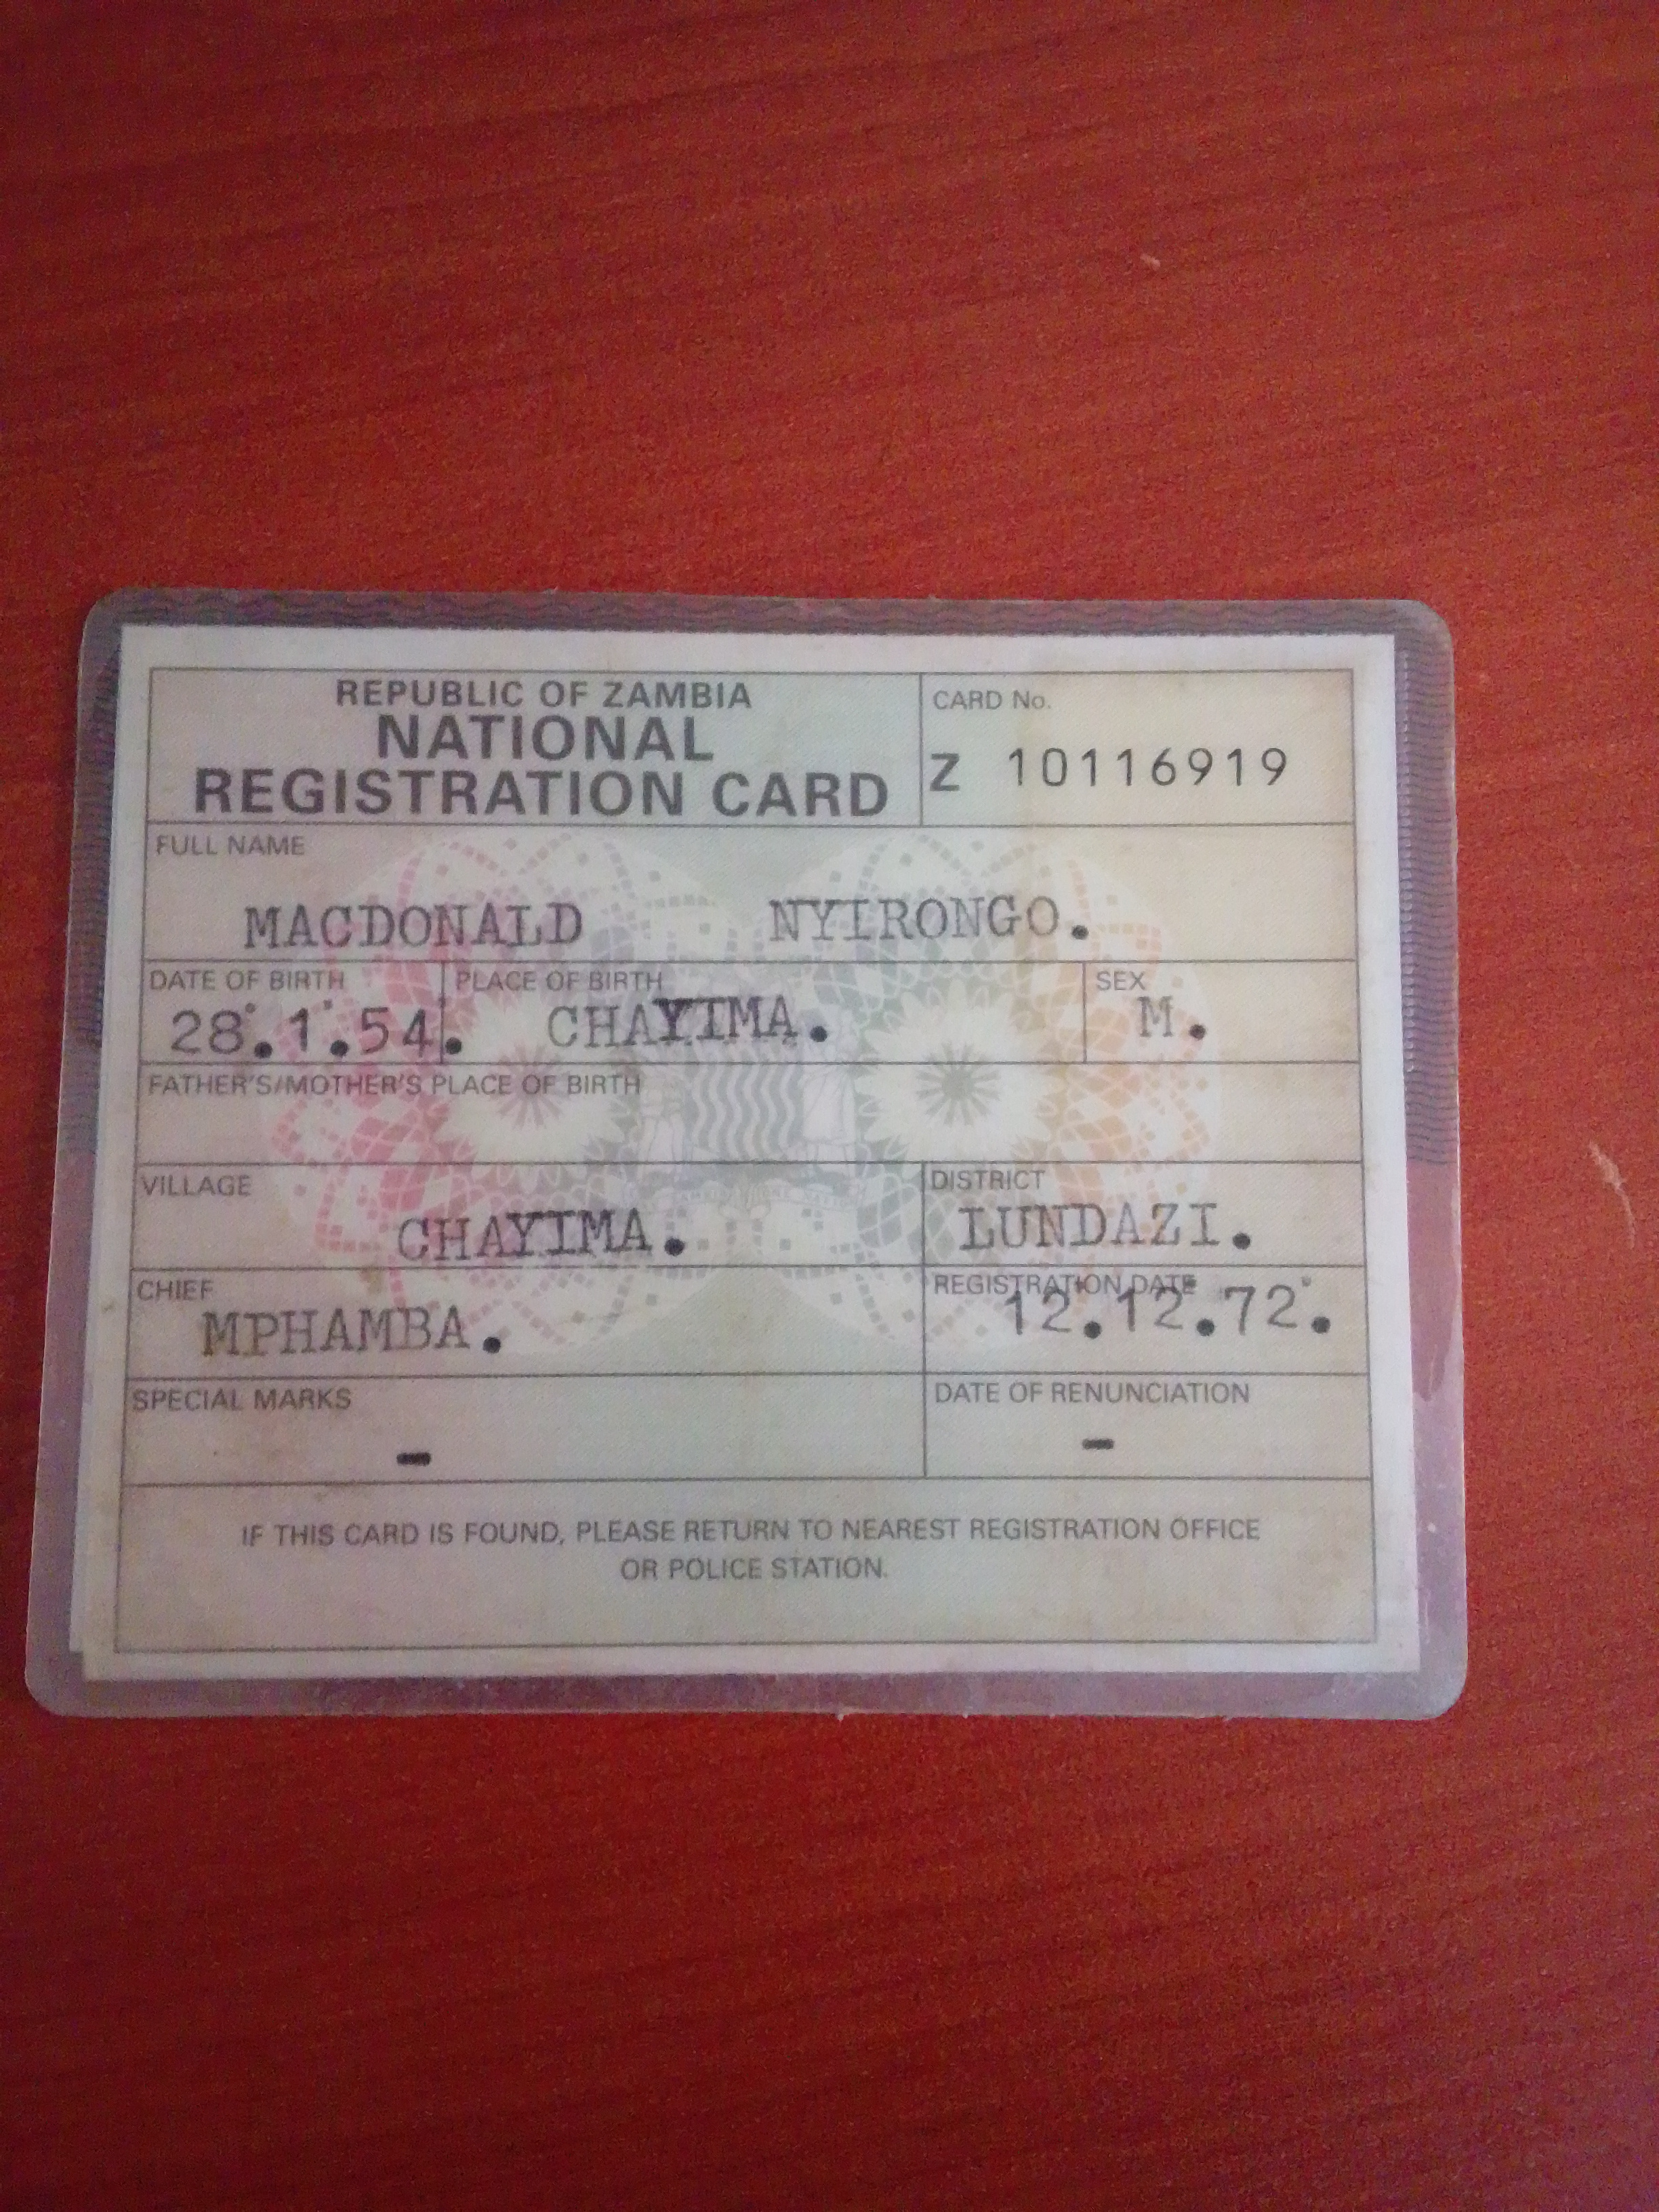 REPUBLIC OF ZAMBIA
NATIONAL
REGISTRATION CARD
CARD No.
Z 10116919
FULL NAME
MACDONALD NYIRONGO.
DATE OF BIRTH
28.1.54.
PLACE OF BIRTH
CHAYIMA.
SEX
M.
FATHER'S/MOTHER'S PLACE OF BIRTH
VILLAGE
CHAYIMA.
DISTRICT
LUNDAZI.
CHIEF
MPHAMBA.
REGISTRATION DATE
12.12.72.
SPECIAL MARKS
-
DATE OF RENUNCIATION
-
IF THIS CARD IS FOUND, PLEASE RETURN TO NEAREST REGISTRATION OFFICE
OR POLICE STATION.